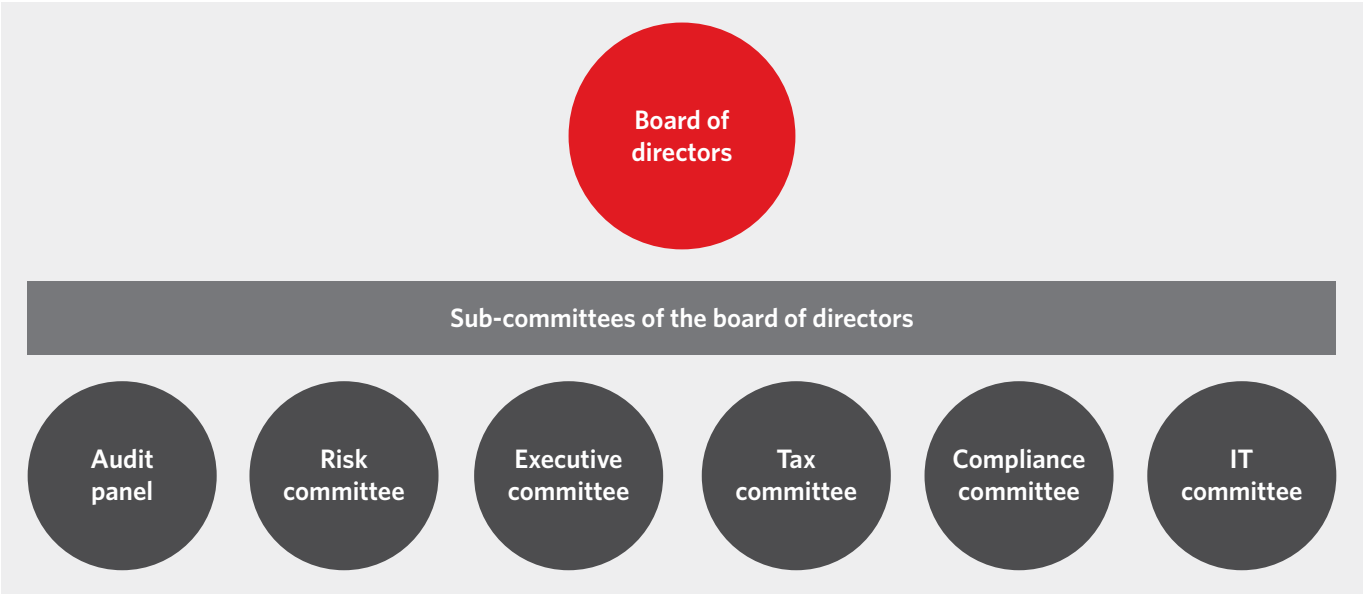 Board of
directors
Sub-committees of the board of directors
Audit
panel
Risk
committee
Executive
committee
Tax
committee
Compliance
committee
IT
committee